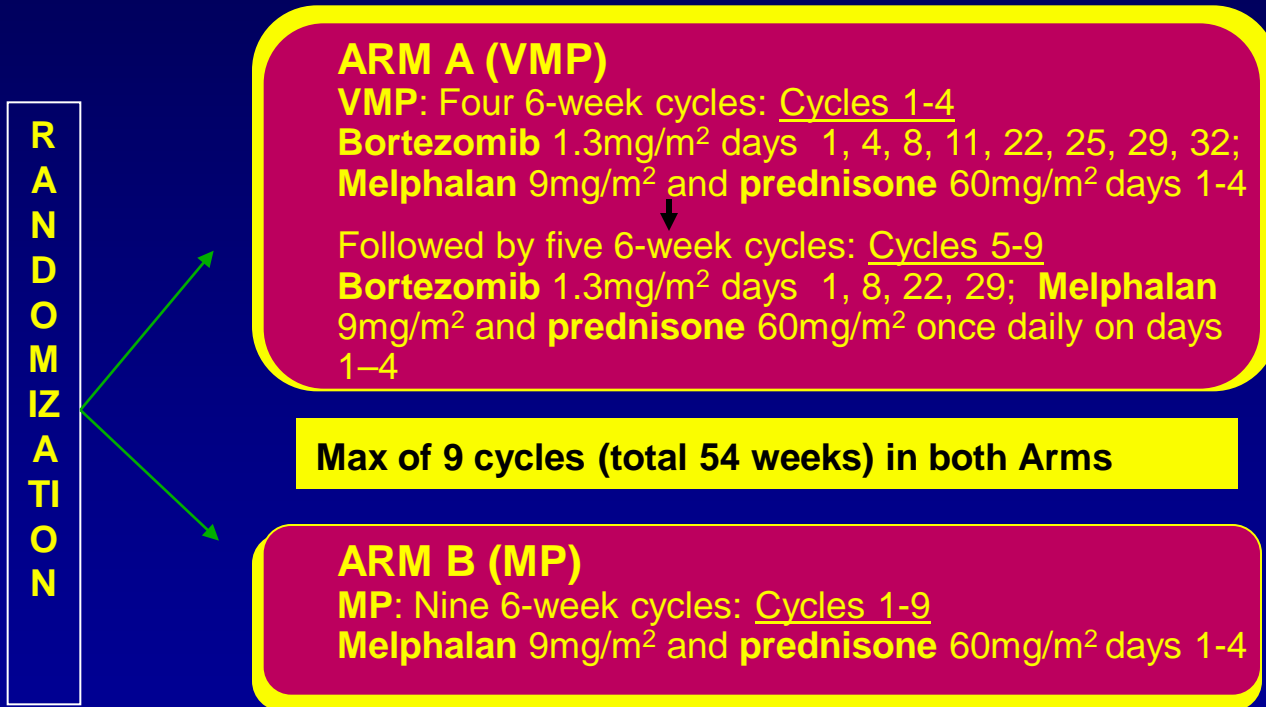 R
A
N
D
O
M
IZ
A
TI
O
N
ARM A (VMP)
VMP: Four 6-week cycles: Cycles 1-4
Bortezomib 1.3mg/m² days 1, 4, 8, 11, 22, 25, 29, 32;
Melphalan 9mg/m² and prednisone 60mg/m² days 1-4
Followed by five 6-week cycles: Cycles 5-9
Bortezomib 1.3mg/m² days 1, 8, 22, 29; Melphalan
9mg/m² and prednisone 60mg/m² once daily on days
1–4
Max of 9 cycles (total 54 weeks) in both Arms
ARM B (MP)
MP: Nine 6-week cycles: Cycles 1-9
Melphalan 9mg/m² and prednisone 60mg/m² days 1-4